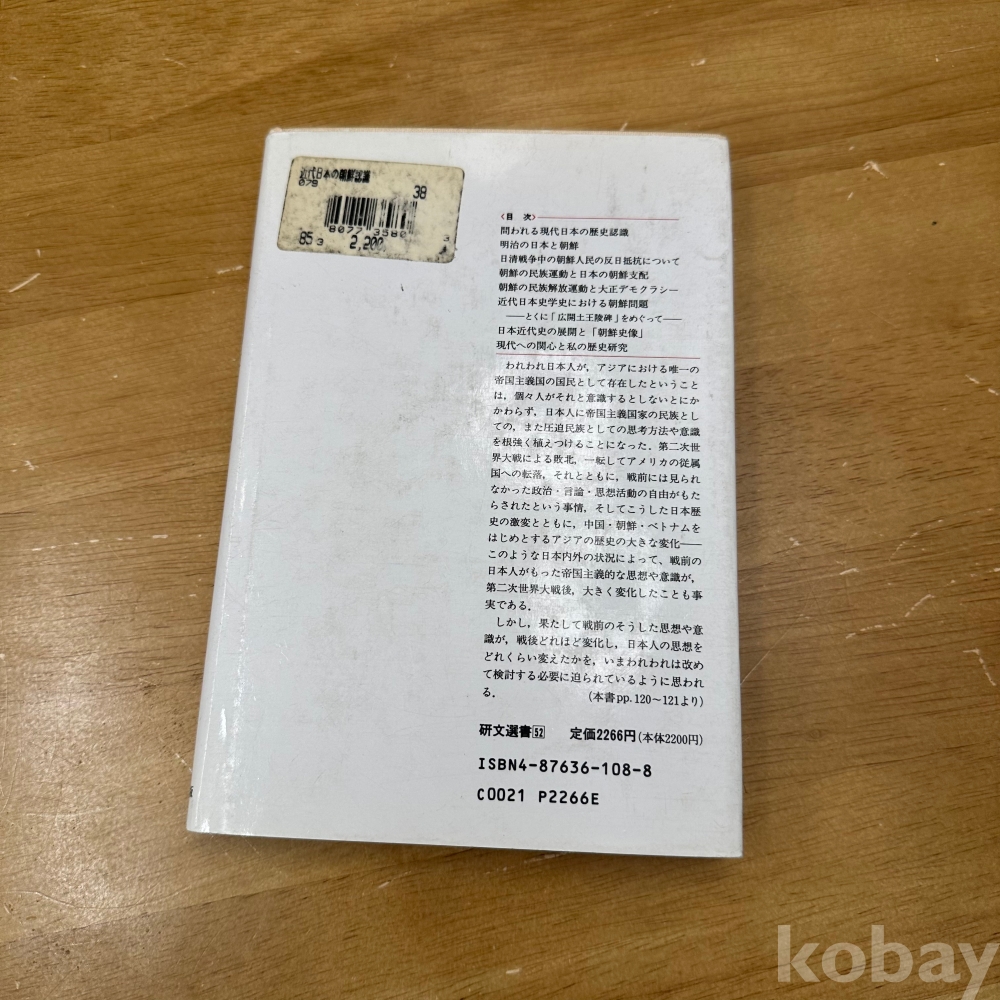 近代日本の朝鮮認識
079
38
8077 3580
853 2,200 3
〈目 次〉
問われる現代日本の歴史認識
明治の日本と朝鮮
日清戦争中の朝鮮人民の反日抵抗について
朝鮮の民族運動と日本の朝鮮支配
朝鮮の民族解放運動と大正デモクラシー
近代日本史学史における朝鮮問題
――とくに「広開土王陵碑」をめぐって――
日本近代史の展開と「朝鮮史像」
現代への関心と私の歴史研究
われわれ日本人が，アジアにおける唯一の
帝国主義国の国民として存在したということ
は，個々人がそれと意識するとしないとにか
かわらず，日本人に帝国主義国家の民族とし
ての，また圧迫民族としての思考方法や意識
を根強く植えつけることになった．第二次世
界大戦による敗北，一転してアメリカの従属
国への転落，それとともに，戦前には見られ
なかった政治・言論・思想活動の自由がもた
らされたという事情，そしてこうした日本歴
史の激変とともに，中国・朝鮮・ベトナムを
はじめとするアジアの歴史の大きな変化――
このような日本内外の状況によって、戦前の
日本人がもった帝国主義的な思想や意識が，
第二次世界大戦後，大きく変化したことも事
実である．
しかし，果たして戦前のそうした思想や意
識が，戦後どれほど変化し，日本人の思想を
どれくらい変えたかを，いまわれわれは改め
て検討する必要に迫られているように思われ
る． （本書pp.120～121より）
研文選書52 定価2266円（本体2200円）
ISBN4-87636-108-8
C0021 P2266E
kobay